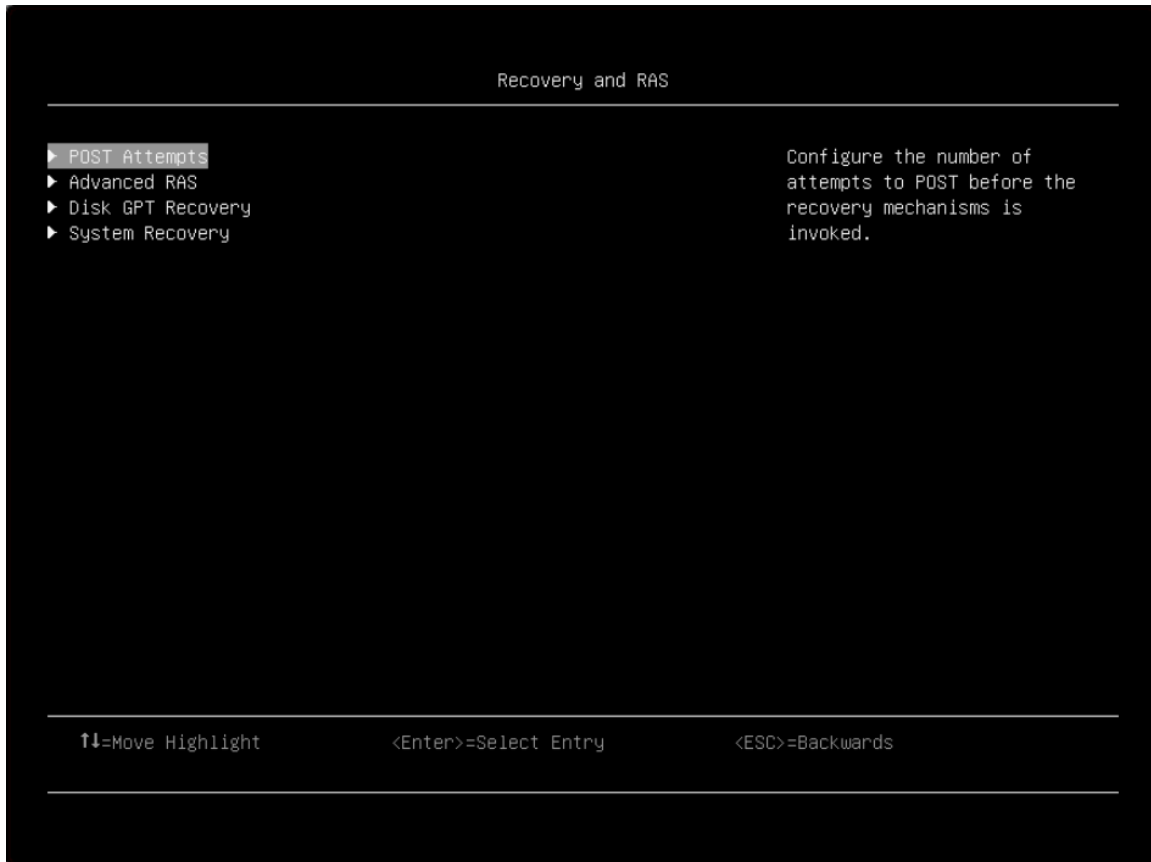 Recovery and RAS
▶ POST Attempts
▶ Advanced RAS
▶ Disk GPT Recovery
▶ System Recovery
Configure the number of
attempts to POST before the
recovery mechanisms is
invoked.
↑↓=Move Highlight <Enter>=Select Entry <ESC>=Backwards